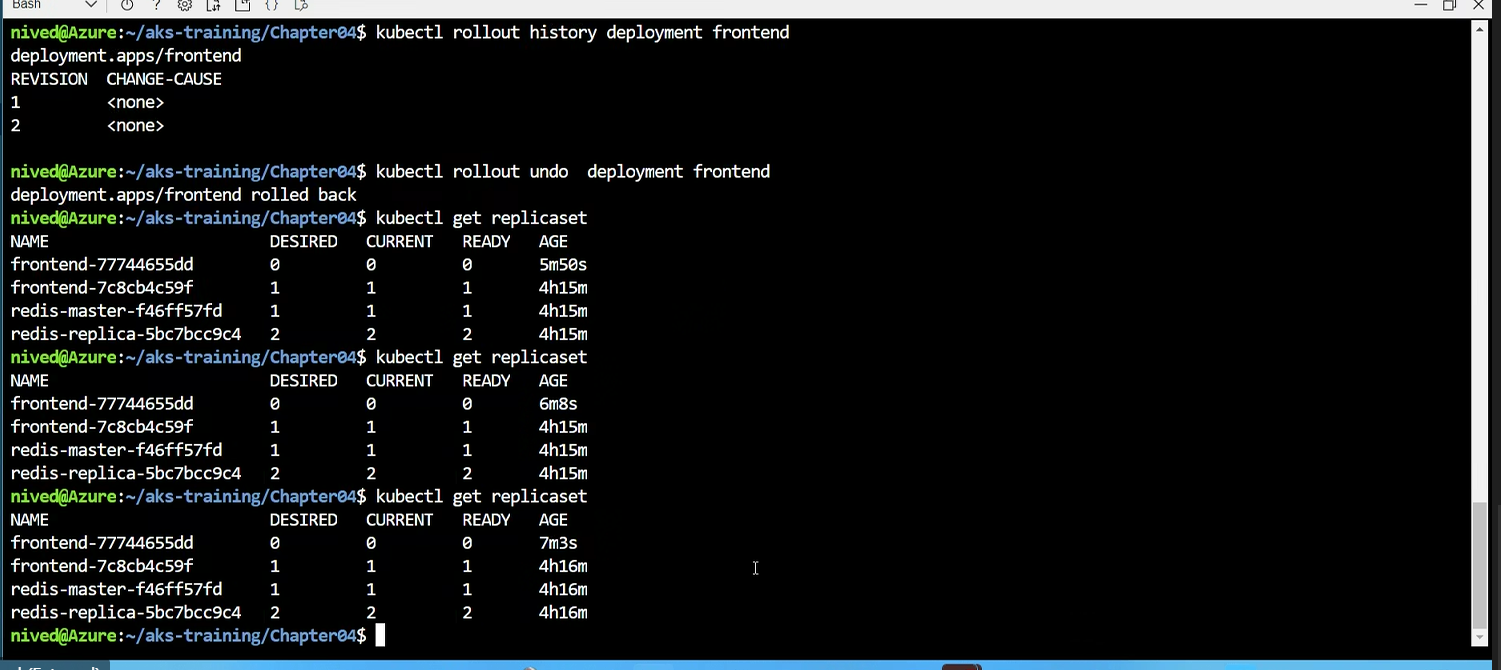 Bash
nived@Azure:~/aks-training/Chapter04$ kubectl rollout history deployment frontend
deployment.apps/frontend
REVISION  CHANGE-CAUSE
1         <none>
2         <none>
nived@Azure:~/aks-training/Chapter04$ kubectl rollout undo  deployment frontend
deployment.apps/frontend rolled back
nived@Azure:~/aks-training/Chapter04$ kubectl get replicaset
NAME                       DESIRED   CURRENT   READY   AGE
frontend-77744655dd        0         0         0       5m50s
frontend-7c8cb4c59f        1         1         1       4h15m
redis-master-f46ff57fd     1         1         1       4h15m
redis-replica-5bc7bcc9c4   2         2         2       4h15m
nived@Azure:~/aks-training/Chapter04$ kubectl get replicaset
NAME                       DESIRED   CURRENT   READY   AGE
frontend-77744655dd        0         0         0       6m8s
frontend-7c8cb4c59f        1         1         1       4h15m
redis-master-f46ff57fd     1         1         1       4h15m
redis-replica-5bc7bcc9c4   2         2         2       4h15m
nived@Azure:~/aks-training/Chapter04$ kubectl get replicaset
NAME                       DESIRED   CURRENT   READY   AGE
frontend-77744655dd        0         0         0       7m3s
frontend-7c8cb4c59f        1         1         1       4h16m
redis-master-f46ff57fd     1         1         1       4h16m
redis-replica-5bc7bcc9c4   2         2         2       4h16m
nived@Azure:~/aks-training/Chapter04$